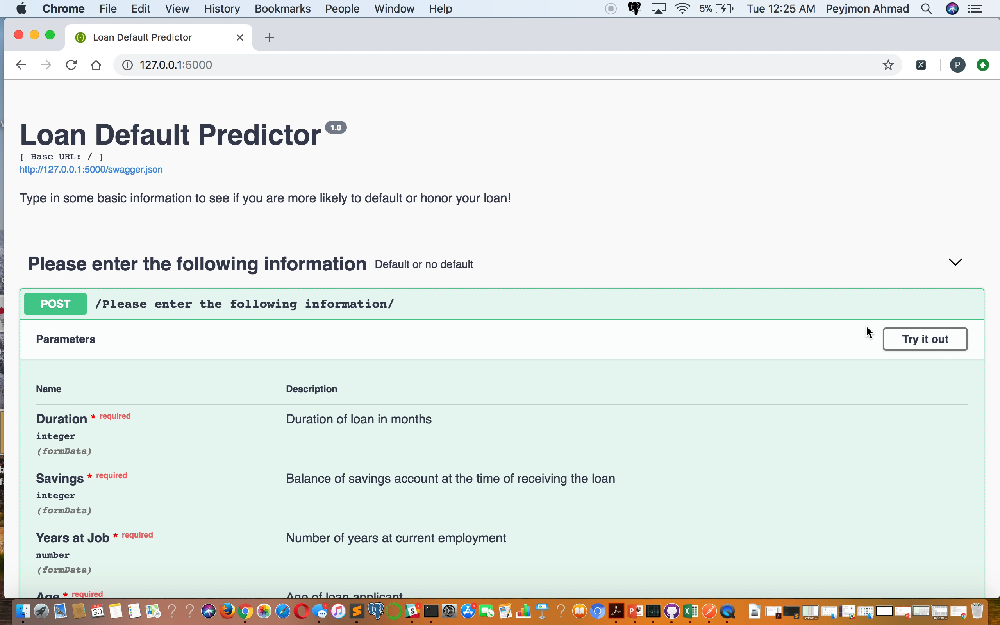 Chrome File Edit View History Bookmarks People Window Help 5% Tue 12:25 AM Peyjmon Ahmad
Loan Default Predictor
127.0.0.1:5000
P
Loan Default Predictor 1.0
[ Base URL: / ]
http://127.0.0.1:5000/swagger.json
Type in some basic information to see if you are more likely to default or honor your loan!
Please enter the following information Default or no default
POST /Please enter the following information/
Parameters Try it out
Name Description
Duration * required Duration of loan in months
integer
(formData)
Savings * required Balance of savings account at the time of receiving the loan
integer
(formData)
Years at Job * required Number of years at current employment
number
(formData)
Age * required Age of loan applicant
OCT
30
3
6
python
python